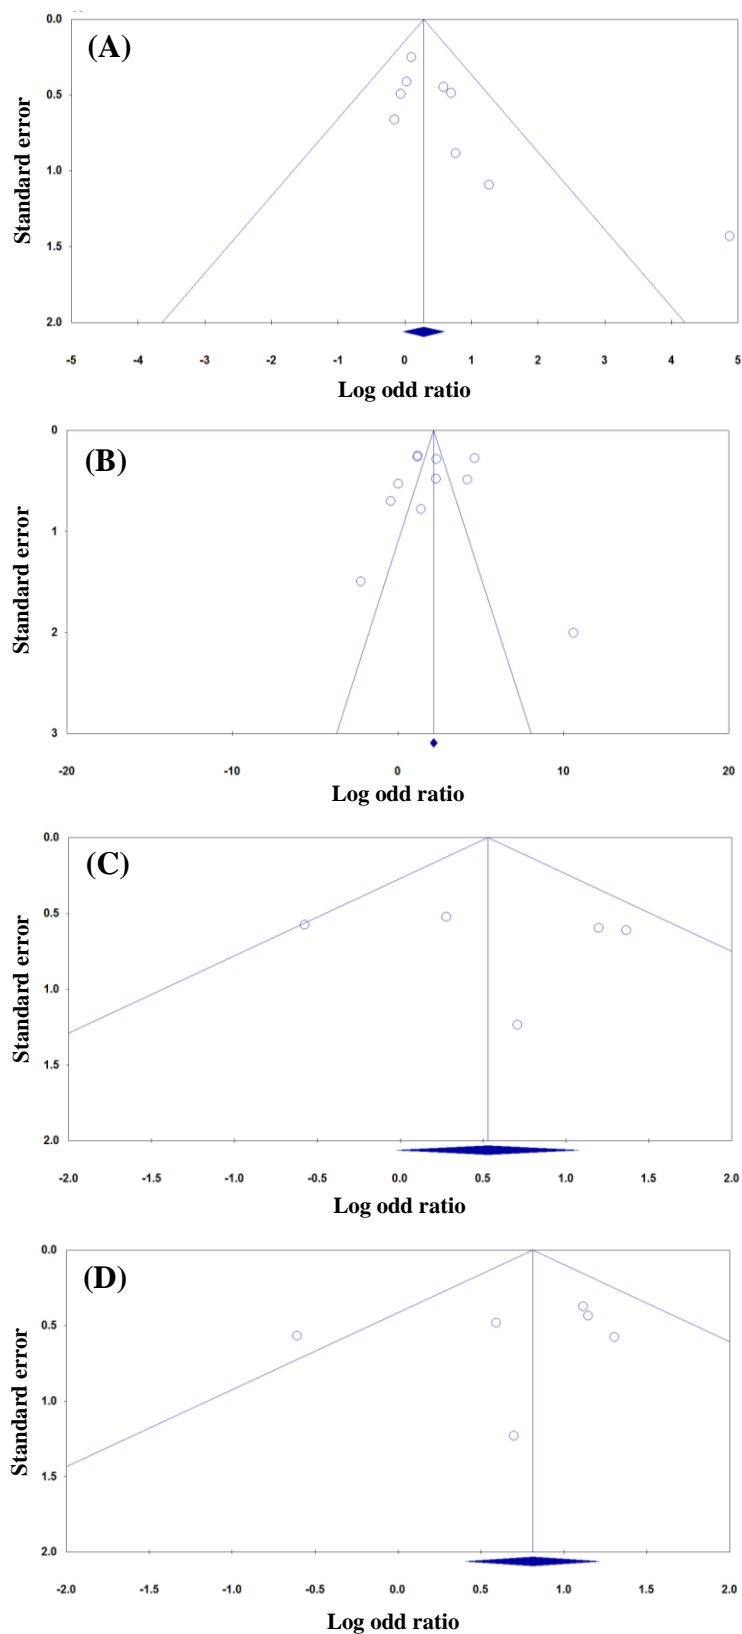 (A)
0.0
0.5
1.0
1.5
2.0
Standard error
-5 -4 -3 -2 -1 0 1 2 3 4 5
Log odd ratio
(B)
0
1
2
3
Standard error
-20 -10 0 10 20
Log odd ratio
(C)
0.0
0.5
1.0
1.5
2.0
Standard error
-2.0 -1.5 -1.0 -0.5 0.0 0.5 1.0 1.5 2.0
Log odd ratio
(D)
0.0
0.5
1.0
1.5
2.0
Standard error
-2.0 -1.5 -1.0 -0.5 0.0 0.5 1.0 1.5 2.0
Log odd ratio